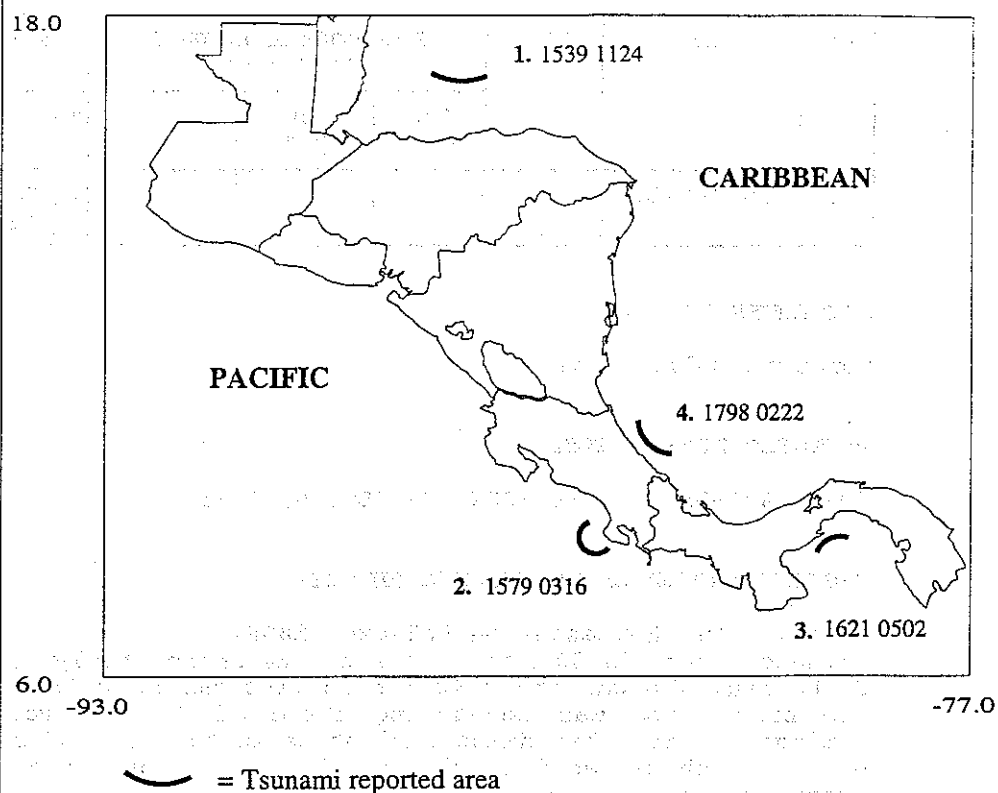 18.0
1. 1539 1124
CARIBBEAN
PACIFIC
4. 1798 0222
2. 1579 0316
3. 1621 0502
6.0
-93.0
-77.0
= Tsunami reported area